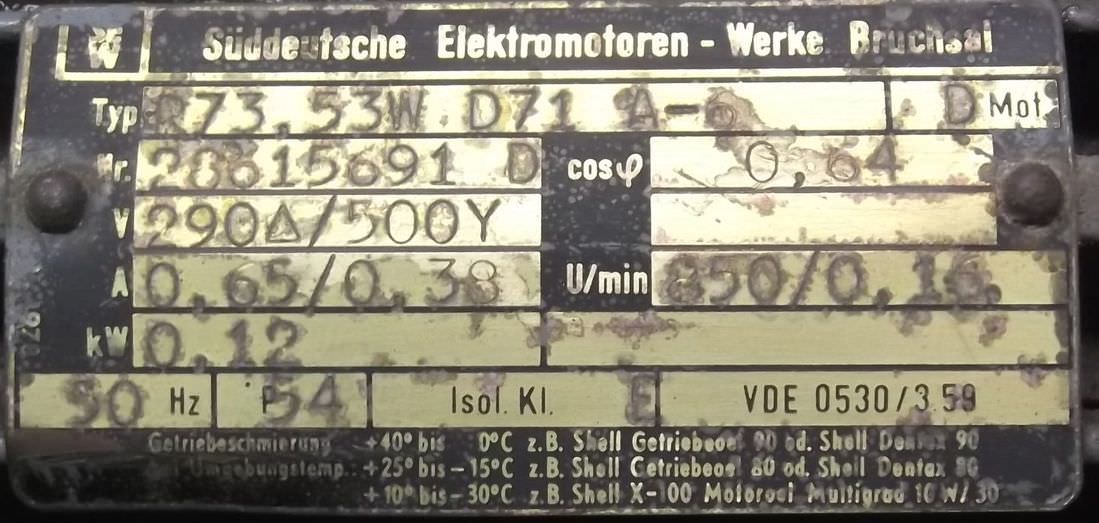 Süddeutsche Elektromotoren - Werke Bruchsal
Typ R73.53W D71 A-6 D Mot.
Nr. 28615691 D cosφ 0,64
V 290Δ/500Y
A 0.65/0.38 U/min 850/0,16
kW 0.12
50 Hz P 54 Isol. Kl. E VDE 0530/3.59
Getriebeschmierung +40° bis 0°C z.B. Shell Getriebeoel 90 od. Shell Dentax 90
bei Umgebungstemp.: +25° bis -15°C z.B. Shell Getriebeoel 80 od. Shell Dentax 80
+10° bis -30°C z.B. Shell X-100 Motoroel Multigrad 10 W/30